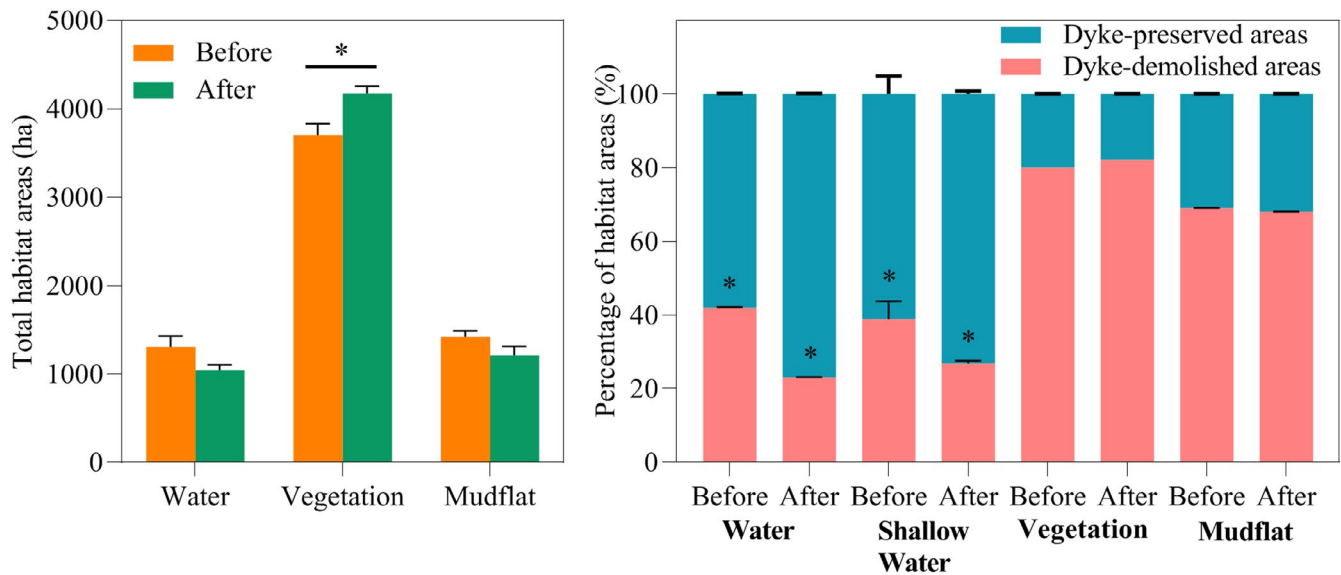 Total habitat areas (ha)
5000
4000
3000
2000
1000
0
Before
After
*
Water Vegetation Mudflat
Percentage of habitat areas (%)
Dyke-preserved areas
Dyke-demolished areas
100
80
60
40
20
0
*
*
*
*
Before After Before After Before After Before After
Water Shallow Vegetation Mudflat
Water